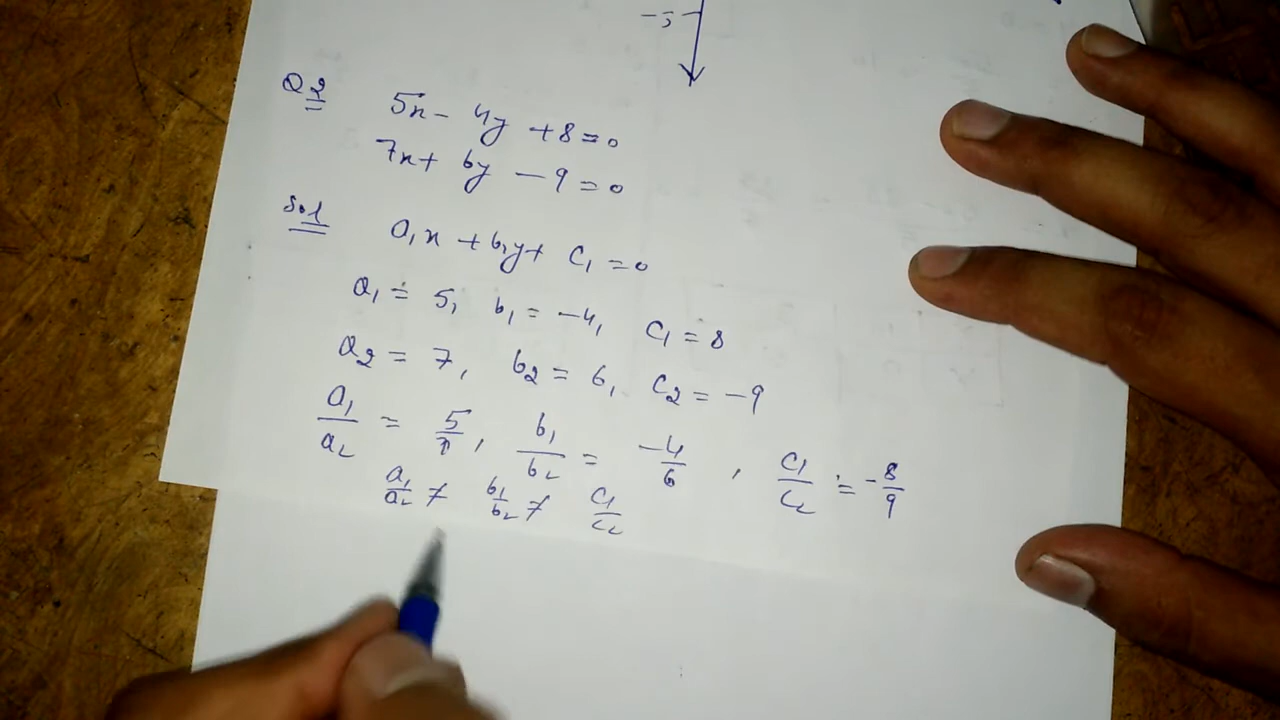 -5
Q2 5x - 4y + 8 = 0
7x + 6y - 9 = 0
Sol a₁x + b₁y + c₁ = 0
a₁ = 5, b₁ = -4, c₁ = 8
a₂ = 7, b₂ = 6, c₂ = -9
a₁/a₂ = 5/7, b₁/b₂ = -4/6, c₁/c₂ = -8/9
a₁/a₂ ≠ b₁/b₂ ≠ c₁/c₂